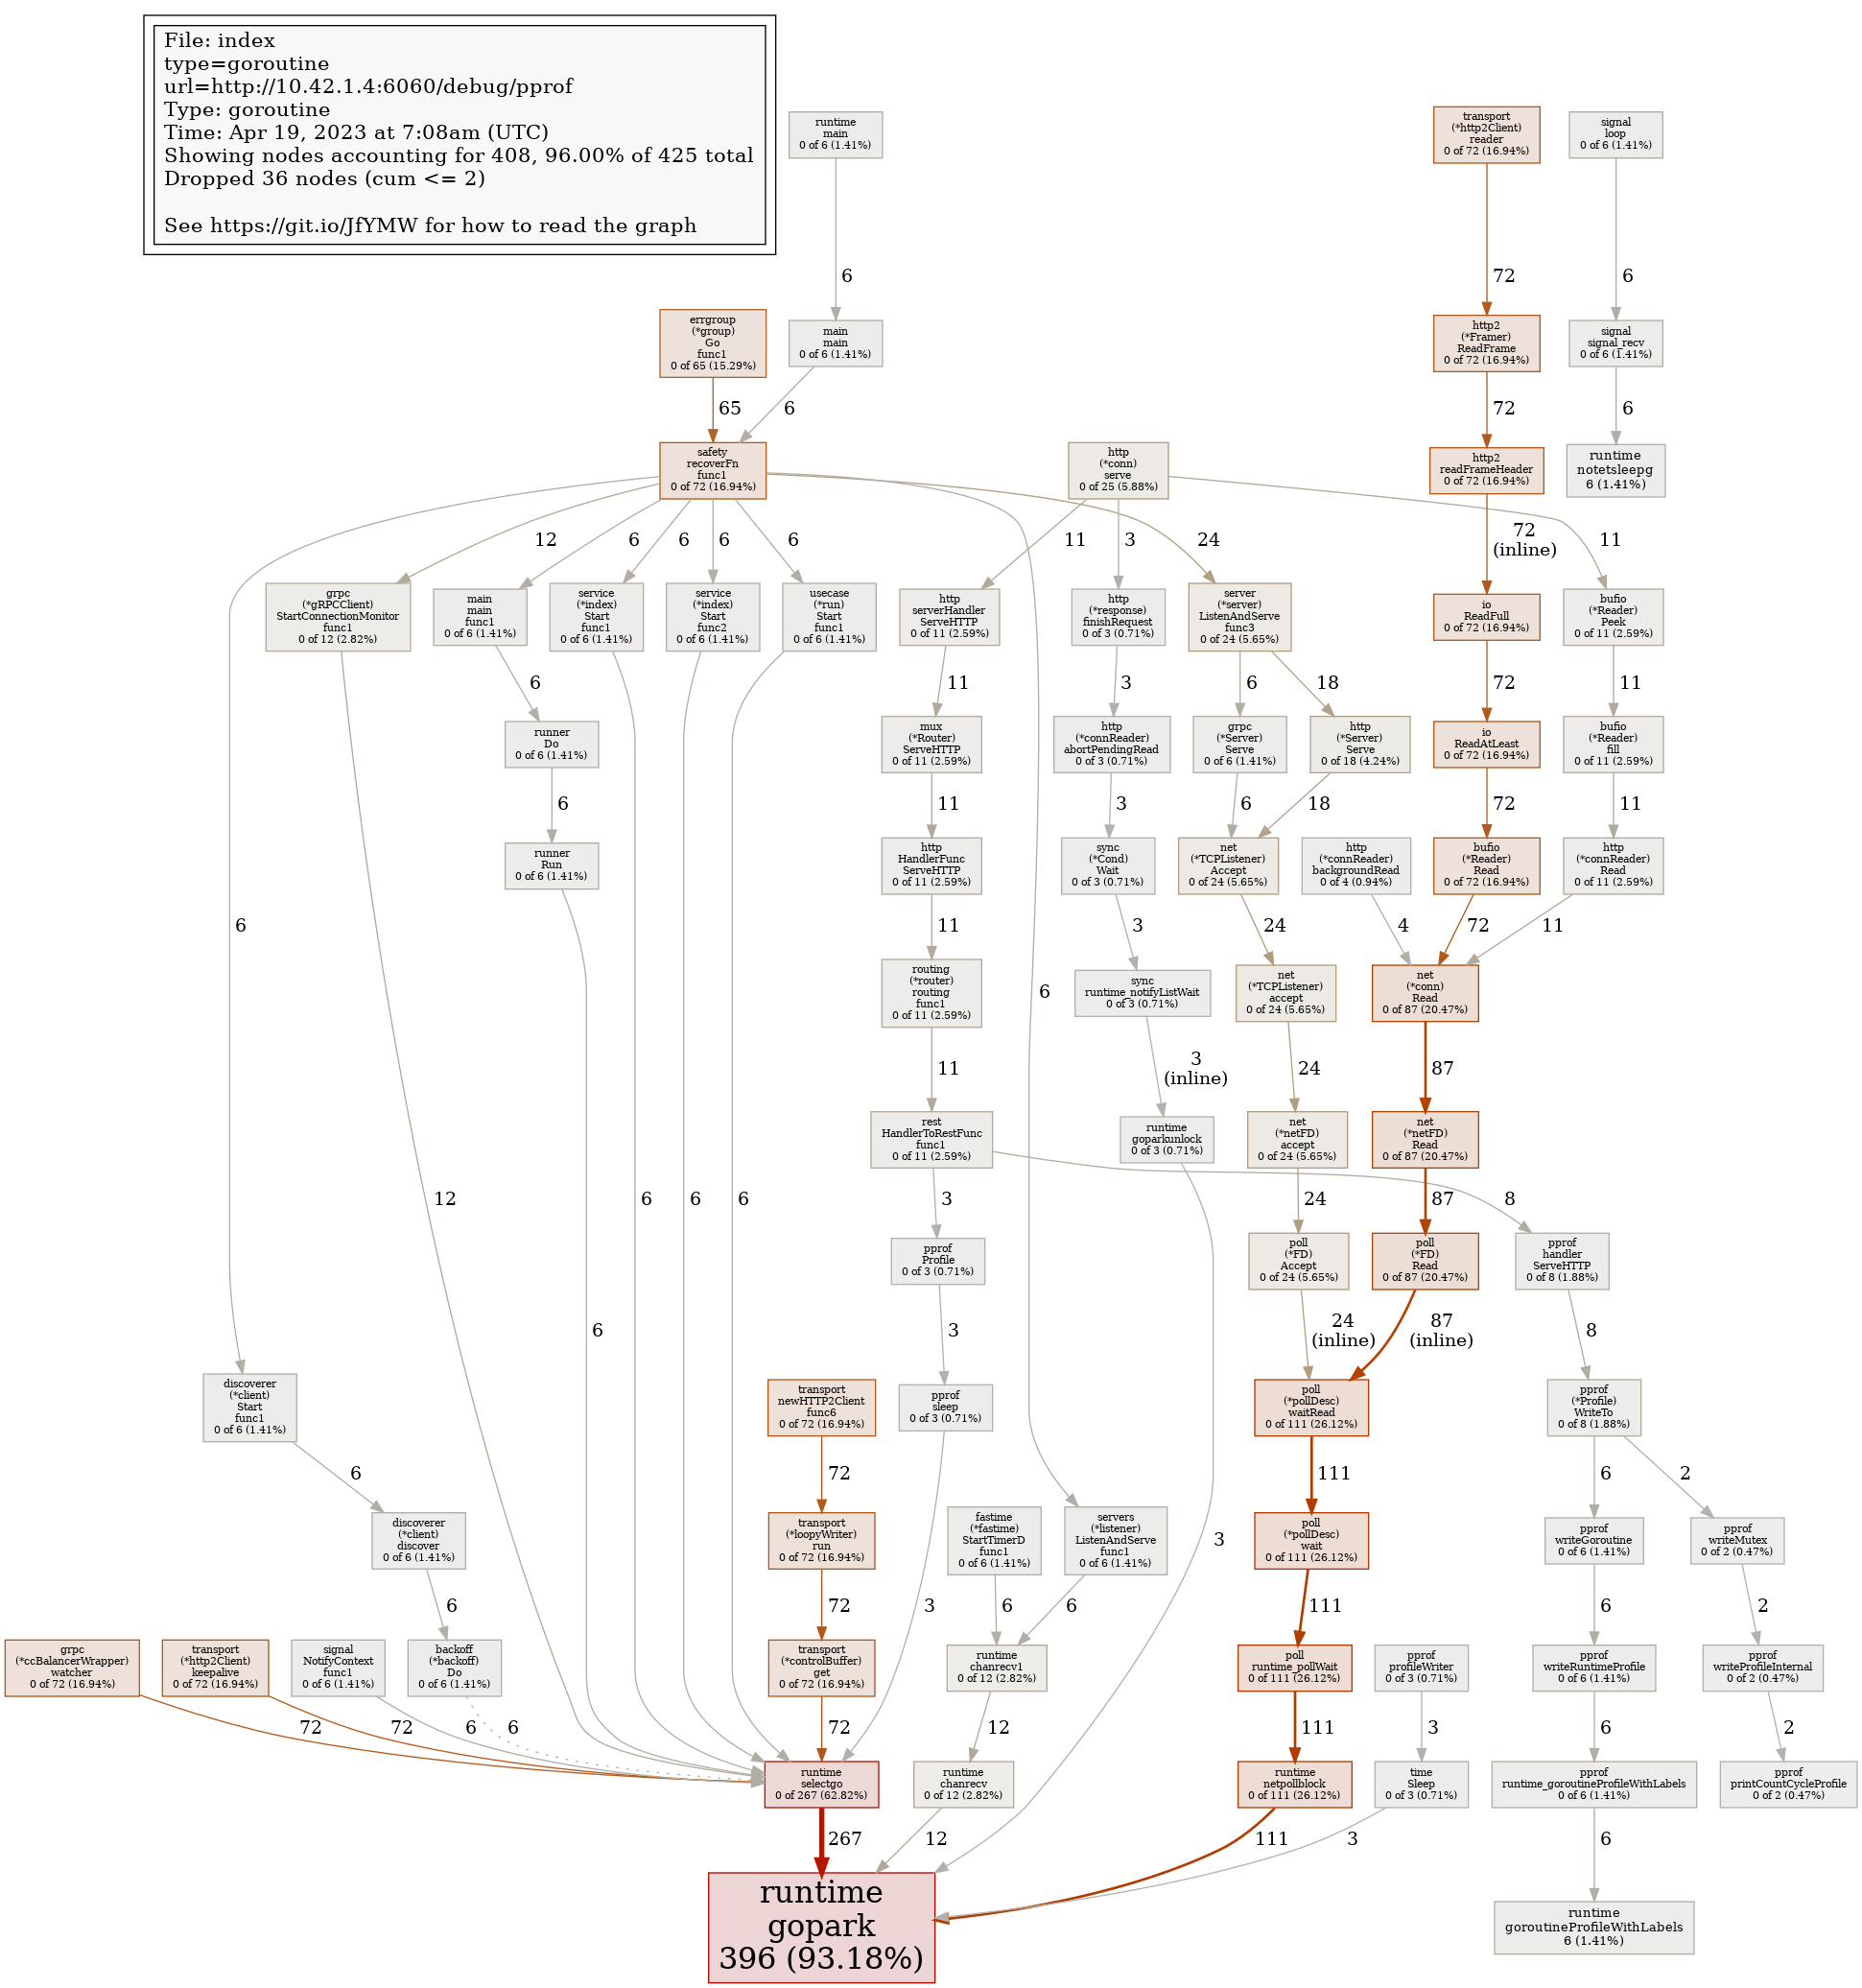 File: index
type=goroutine
url=http://10.42.1.4:6060/debug/pprof
Type: goroutine
Time: Apr 19, 2023 at 7:08am (UTC)
Showing nodes accounting for 408, 96.00% of 425 total
Dropped 36 nodes (cum <= 2)
See https://git.io/JfYMW for how to read the graph
runtime
main
0 of 6 (1.41%)
transport
(*http2Client)
reader
0 of 72 (16.94%)
signal
loop
0 of 6 (1.41%)
6
72
6
errgroup
(*group)
Go
func1
0 of 65 (15.29%)
main
main
0 of 6 (1.41%)
http2
(*Framer)
ReadFrame
0 of 72 (16.94%)
signal
signal_recv
0 of 6 (1.41%)
65
6
72
6
safety
recoverFn
func1
0 of 72 (16.94%)
http
(*conn)
serve
0 of 25 (5.88%)
http2
readFrameHeader
0 of 72 (16.94%)
runtime
notetsleepg
6 (1.41%)
12
6
6
6
6
11
3
24
72
(inline)
11
grpc
(*gRPCClient)
StartConnectionMonitor
func1
0 of 12 (2.82%)
main
main
func1
0 of 6 (1.41%)
service
(*index)
Start
func1
0 of 6 (1.41%)
service
(*index)
Start
func2
0 of 6 (1.41%)
usecase
(*run)
Start
func1
0 of 6 (1.41%)
http
serverHandler
ServeHTTP
0 of 11 (2.59%)
http
(*response)
finishRequest
0 of 3 (0.71%)
server
(*server)
ListenAndServe
func3
0 of 24 (5.65%)
io
ReadFull
0 of 72 (16.94%)
bufio
(*Reader)
Peek
0 of 11 (2.59%)
6
11
3
6
18
72
11
runner
Do
0 of 6 (1.41%)
mux
(*Router)
ServeHTTP
0 of 11 (2.59%)
http
(*connReader)
abortPendingRead
0 of 3 (0.71%)
grpc
(*Server)
Serve
0 of 6 (1.41%)
http
(*Server)
Serve
0 of 18 (4.24%)
io
ReadAtLeast
0 of 72 (16.94%)
bufio
(*Reader)
fill
0 of 11 (2.59%)
6
11
3
6
18
72
11
runner
Run
0 of 6 (1.41%)
http
HandlerFunc
ServeHTTP
0 of 11 (2.59%)
sync
(*Cond)
Wait
0 of 3 (0.71%)
net
(*TCPListener)
Accept
0 of 24 (5.65%)
http
(*connReader)
backgroundRead
0 of 4 (0.94%)
bufio
(*Reader)
Read
0 of 72 (16.94%)
http
(*connReader)
Read
0 of 11 (2.59%)
6
11
3
24
4
72
11
routing
(*router)
routing
func1
0 of 11 (2.59%)
sync
runtime_notifyListWait
0 of 3 (0.71%)
6
net
(*TCPListener)
accept
0 of 24 (5.65%)
net
(*conn)
Read
0 of 87 (20.47%)
11
3
(inline)
24
87
rest
HandlerToRestFunc
func1
0 of 11 (2.59%)
runtime
goparkunlock
0 of 3 (0.71%)
net
(*netFD)
accept
0 of 24 (5.65%)
net
(*netFD)
Read
0 of 87 (20.47%)
12
6
6
6
3
24
87
8
pprof
Profile
0 of 3 (0.71%)
poll
(*FD)
Accept
0 of 24 (5.65%)
poll
(*FD)
Read
0 of 87 (20.47%)
pprof
handler
ServeHTTP
0 of 8 (1.88%)
6
3
24
(inline)
87
(inline)
8
discoverer
(*client)
Start
func1
0 of 6 (1.41%)
transport
newHTTP2Client
func6
0 of 72 (16.94%)
pprof
sleep
0 of 3 (0.71%)
poll
(*pollDesc)
waitRead
0 of 111 (26.12%)
pprof
(*Profile)
WriteTo
0 of 8 (1.88%)
6
72
111
6
2
discoverer
(*client)
discover
0 of 6 (1.41%)
transport
(*loopyWriter)
run
0 of 72 (16.94%)
fastime
(*fastime)
StartTimerD
func1
0 of 6 (1.41%)
servers
(*listener)
ListenAndServe
func1
0 of 6 (1.41%)
3
poll
(*pollDesc)
wait
0 of 111 (26.12%)
pprof
writeGoroutine
0 of 6 (1.41%)
pprof
writeMutex
0 of 2 (0.47%)
6
72
3
6
6
111
6
2
grpc
(*ccBalancerWrapper)
watcher
0 of 72 (16.94%)
transport
(*http2Client)
keepalive
0 of 72 (16.94%)
signal
NotifyContext
func1
0 of 6 (1.41%)
backoff
(*backoff)
Do
0 of 6 (1.41%)
transport
(*controlBuffer)
get
0 of 72 (16.94%)
runtime
chanrecv1
0 of 12 (2.82%)
poll
runtime_pollWait
0 of 111 (26.12%)
pprof
profileWriter
0 of 3 (0.71%)
pprof
writeRuntimeProfile
0 of 6 (1.41%)
pprof
writeProfileInternal
0 of 2 (0.47%)
72
72
6
6
72
12
111
3
6
2
runtime
selectgo
0 of 267 (62.82%)
runtime
chanrecv
0 of 12 (2.82%)
runtime
netpollblock
0 of 111 (26.12%)
time
Sleep
0 of 3 (0.71%)
pprof
runtime_goroutineProfileWithLabels
0 of 6 (1.41%)
pprof
printCountCycleProfile
0 of 2 (0.47%)
267
12
111
3
6
runtime
gopark
396 (93.18%)
runtime
goroutineProfileWithLabels
6 (1.41%)